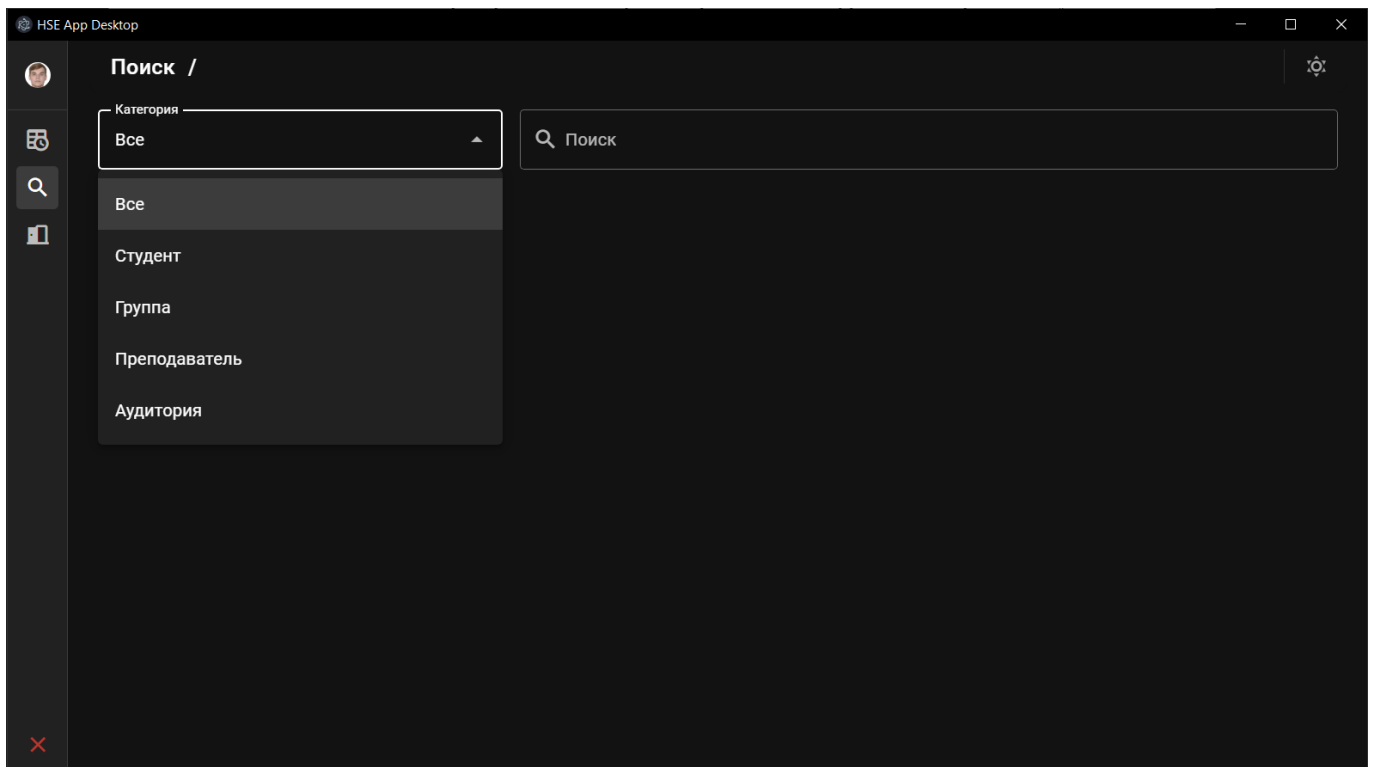 HSE App Desktop
Поиск /
Категория
Все
Поиск
Все
Студент
Группа
Преподаватель
Аудитория